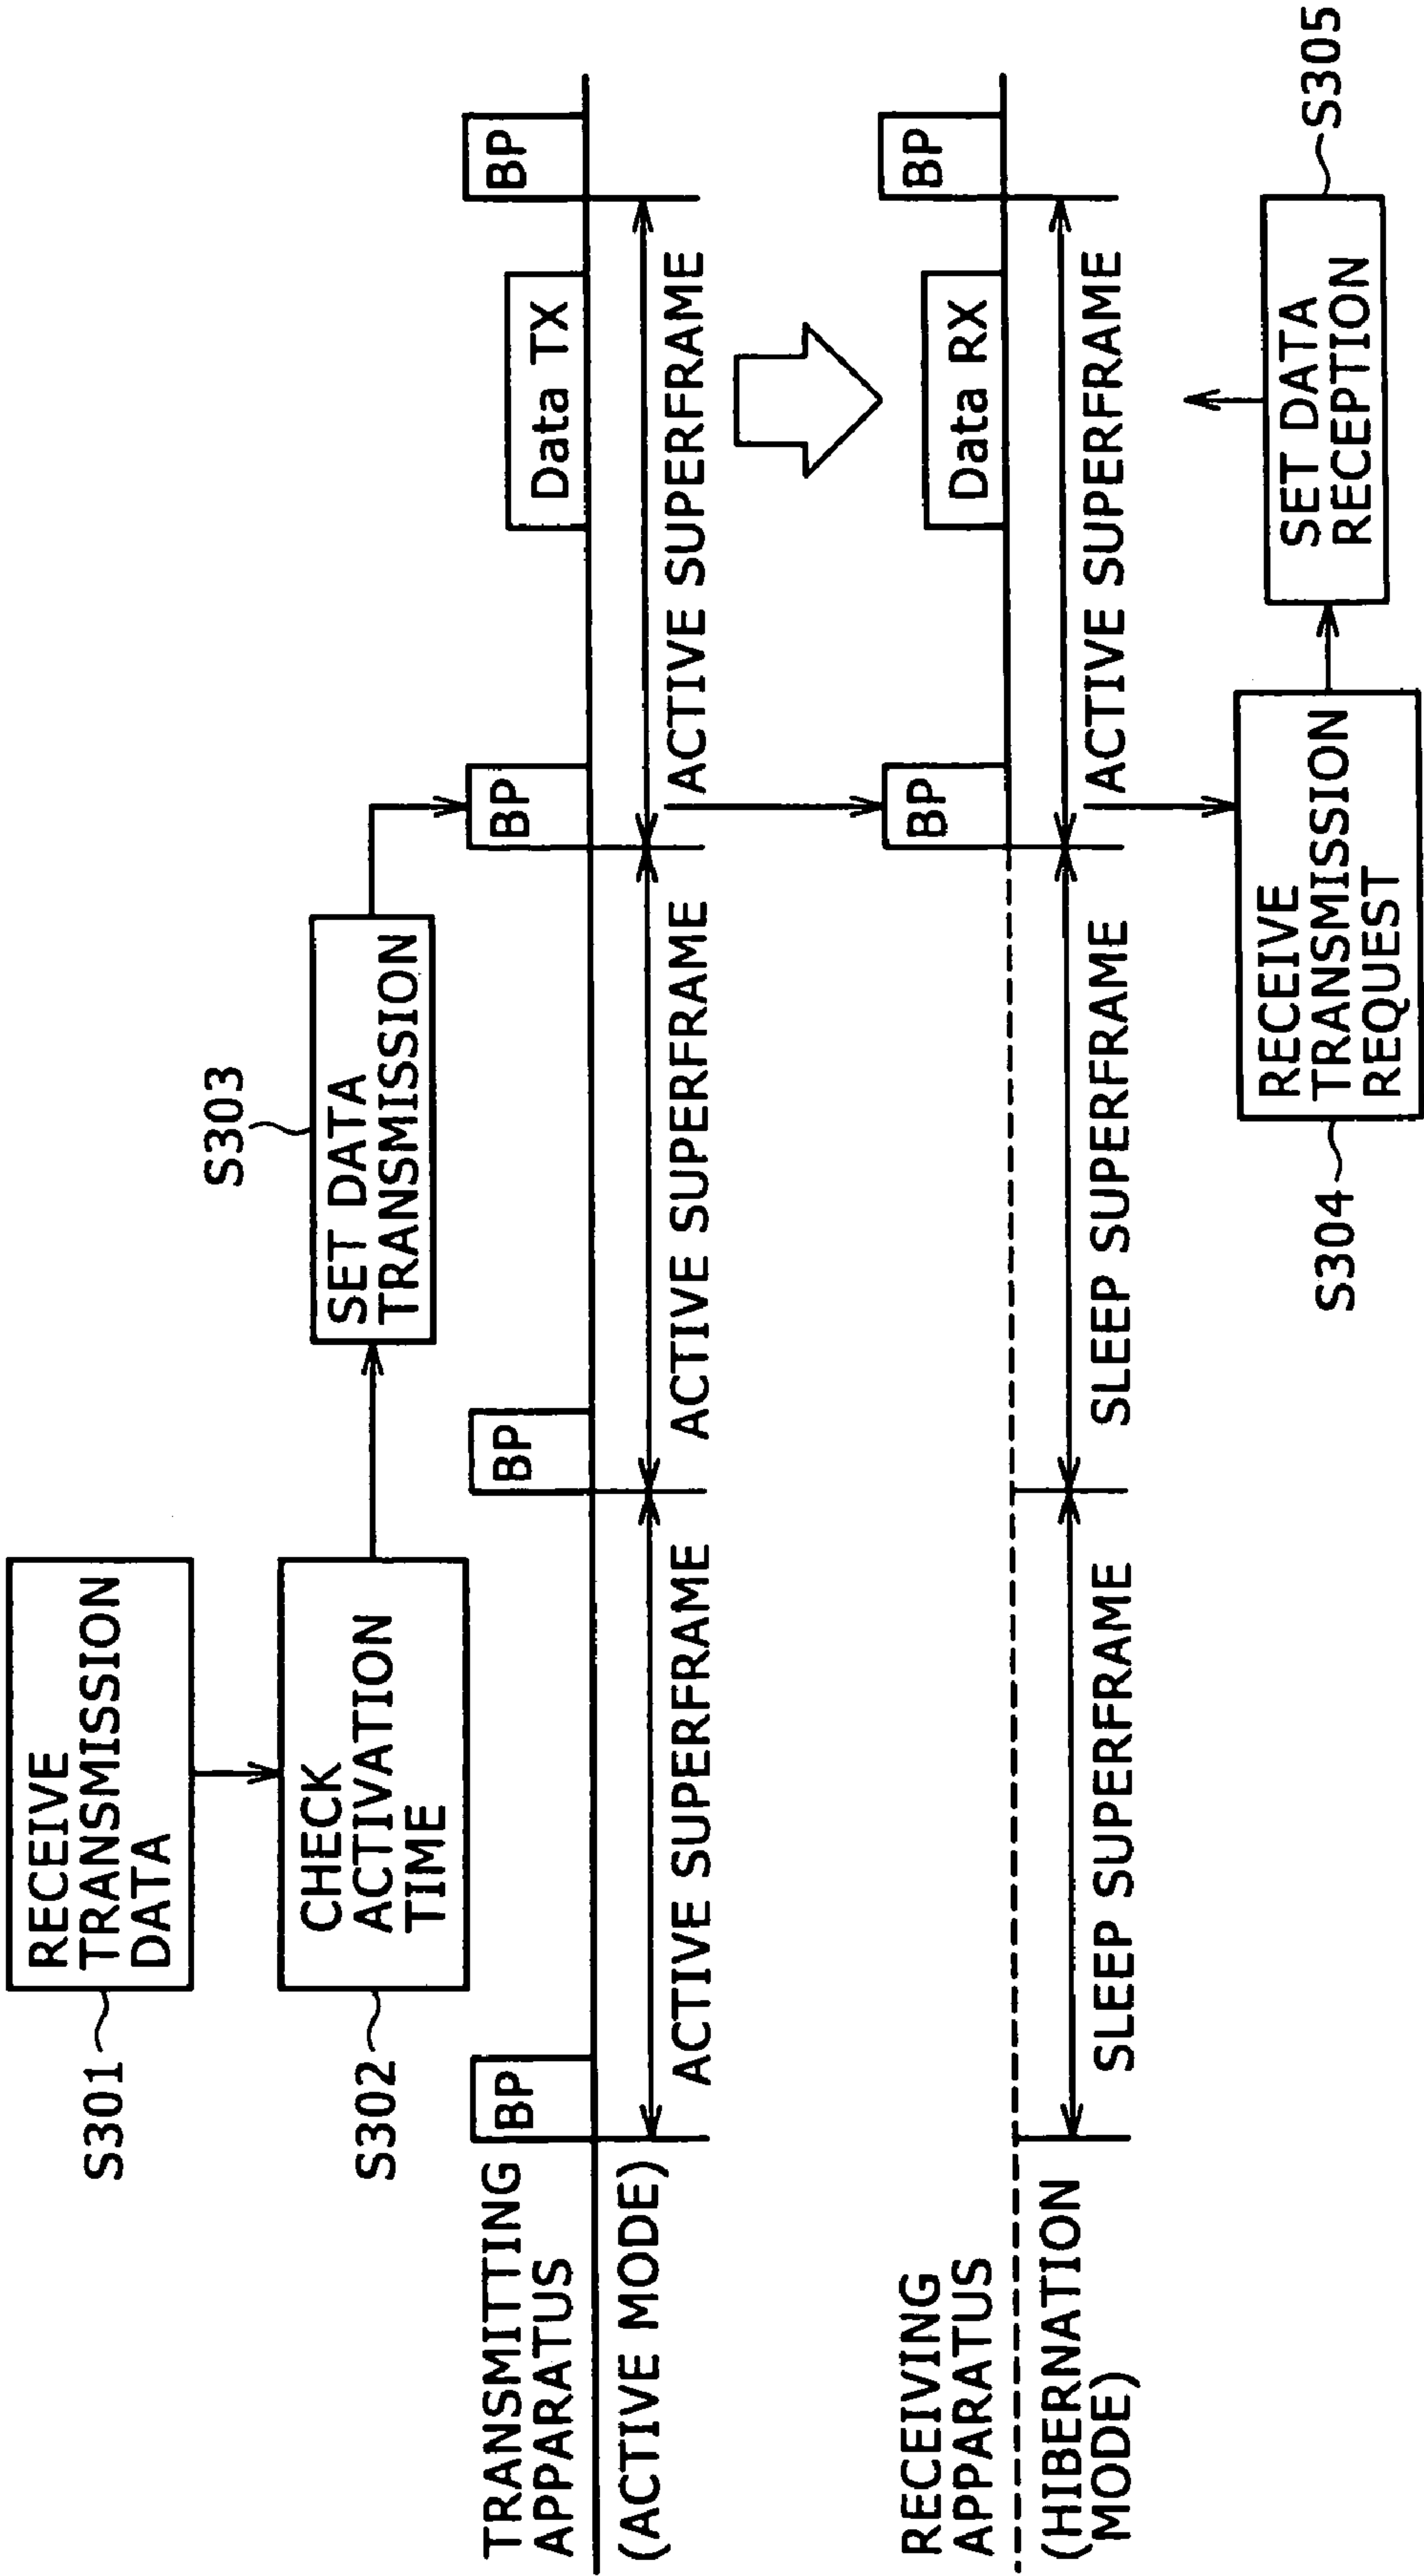 S301
RECEIVE
TRANSMISSION
DATA
S302
CHECK
ACTIVATION
TIME
S303
SET DATA
TRANSMISSION
TRANSMITTING
APPARATUS
(ACTIVE MODE)
BP
BP
BP
Data TX
BP
ACTIVE SUPERFRAME
ACTIVE SUPERFRAME
ACTIVE SUPERFRAME
RECEIVING
APPARATUS
(HIBERNATION
MODE)
BP
Data RX
BP
SLEEP SUPERFRAME
SLEEP SUPERFRAME
ACTIVE SUPERFRAME
S304
RECEIVE
TRANSMISSION
REQUEST
SET DATA
RECEPTION
S305